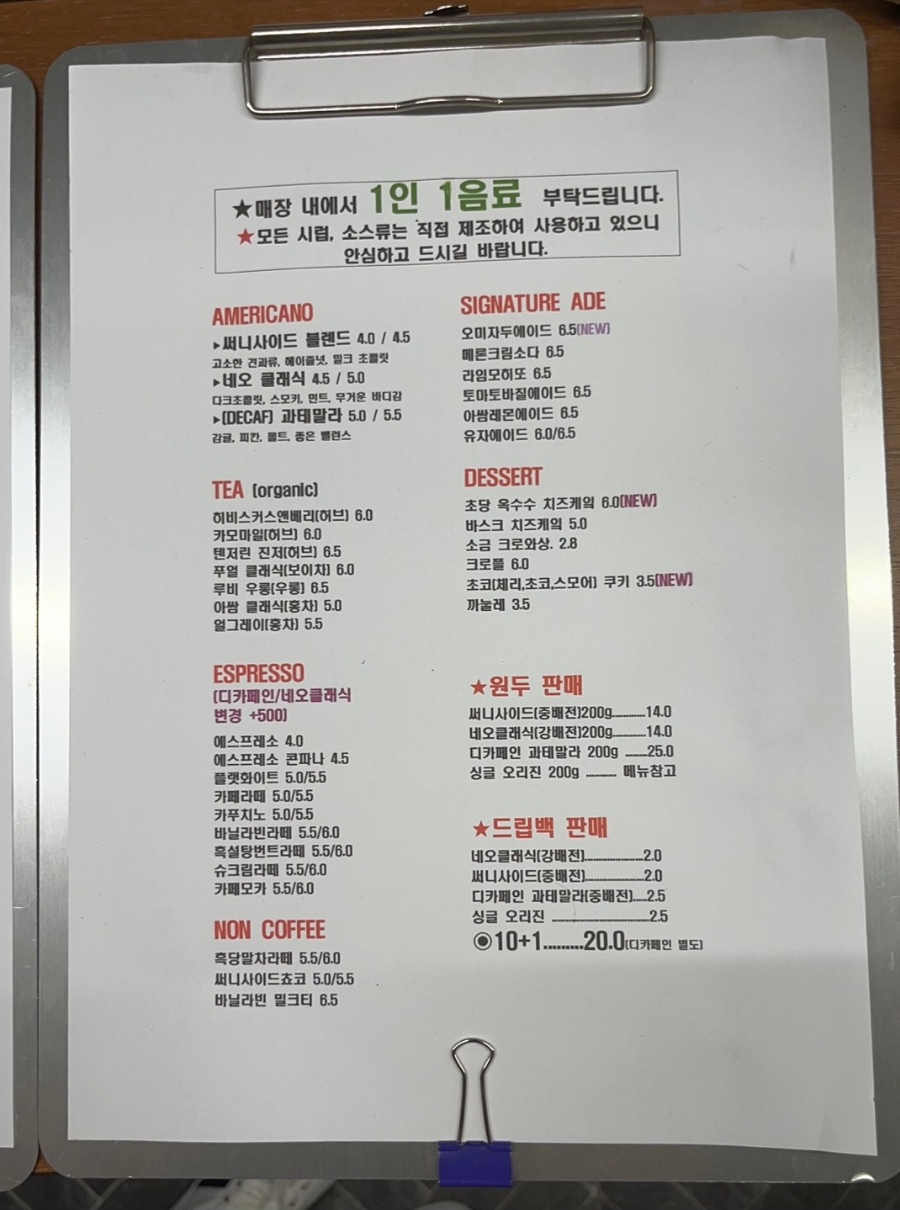 ★매장 내에서 1인 1음료 부탁드립니다.
★모든 시럽, 소스류는 직접 제조하여 사용하고 있으니
안심하고 드시길 바랍니다.
AMERICANO
▸써니사이드 블렌드 4.0 / 4.5
고소한 견과류, 헤이즐넛, 밀크 초콜릿
▸네오 클래식 4.5 / 5.0
다크초콜릿, 스모키, 민트, 무거운 바디감
▸(DECAF) 과테말라 5.0 / 5.5
감귤, 피칸, 몰트, 좋은 밸런스
TEA (organic)
히비스커스앤베리(허브) 6.0
카모마일(허브) 6.0
텐저린 진저(허브) 6.5
푸얼 클래식(보이차) 6.0
루비 우롱(우롱) 6.5
아쌈 클래식(홍차) 5.0
얼그레이(홍차) 5.5
ESPRESSO
(디카페인/네오클래식
변경 +500)
에스프레소 4.0
에스프레소 콘파나 4.5
플랫화이트 5.0/5.5
카페라떼 5.0/5.5
카푸치노 5.0/5.5
바닐라빈라떼 5.5/6.0
흑설탕번트라떼 5.5/6.0
슈크림라떼 5.5/6.0
카페모카 5.5/6.0
NON COFFEE
흑당말차라떼 5.5/6.0
써니사이드쵸코 5.0/5.5
바닐라빈 밀크티 6.5
SIGNATURE ADE
오미자두에이드 6.5(NEW)
메론크림소다 6.5
라임모히또 6.5
토마토바질에이드 6.5
아쌈레몬에이드 6.5
유자에이드 6.0/6.5
DESSERT
초당 옥수수 치즈케잌 6.0(NEW)
바스크 치즈케잌 5.0
소금 크로와상. 2.8
크로플 6.0
초코(체리,초코,스모어) 쿠키 3.5(NEW)
까눌레 3.5
★원두 판매
써니사이드(중배전)200g...........14.0
네오클래식(강배전)200g...........14.0
디카페인 과테말라 200g .......25.0
싱글 오리진 200g .......... 메뉴참고
★드립백 판매
네오클래식(강배전)....................2.0
써니사이드(중배전)....................2.0
디카페인 과테말라(중배전).....2.5
싱글 오리진 .................................2.5
◉10+1.........20.0(디카페인 별도)